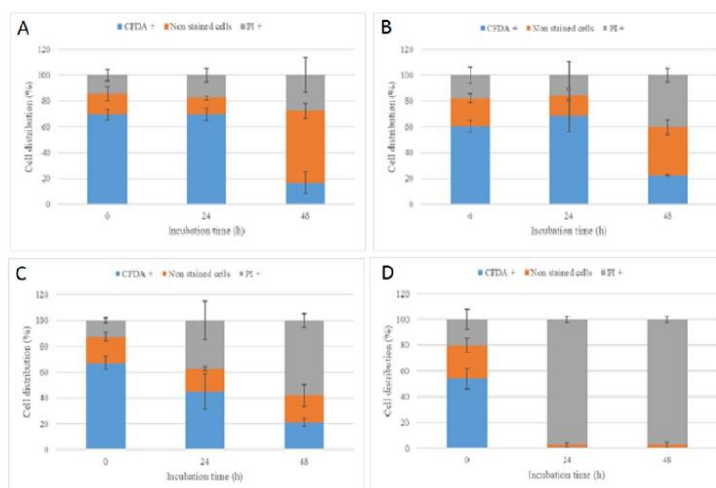 A
CFDA + Non stained cells PI +
120
100
80
60
40
20
0
Cell distribution (%)
0 24 48
Incubation time (h)
B
CFDA + Non stained cells PI +
120
100
80
60
40
20
0
Cell distribution (%)
0 24 48
Incubation time (h)
C
CFDA + Non stained cells PI +
120
100
80
60
40
20
0
Cell distribution (%)
0 24 48
Incubation time (h)
D
CFDA + Non stained cells PI +
120
100
80
60
40
20
0
Cell distribution (%)
0 24 48
Incubation time (h)